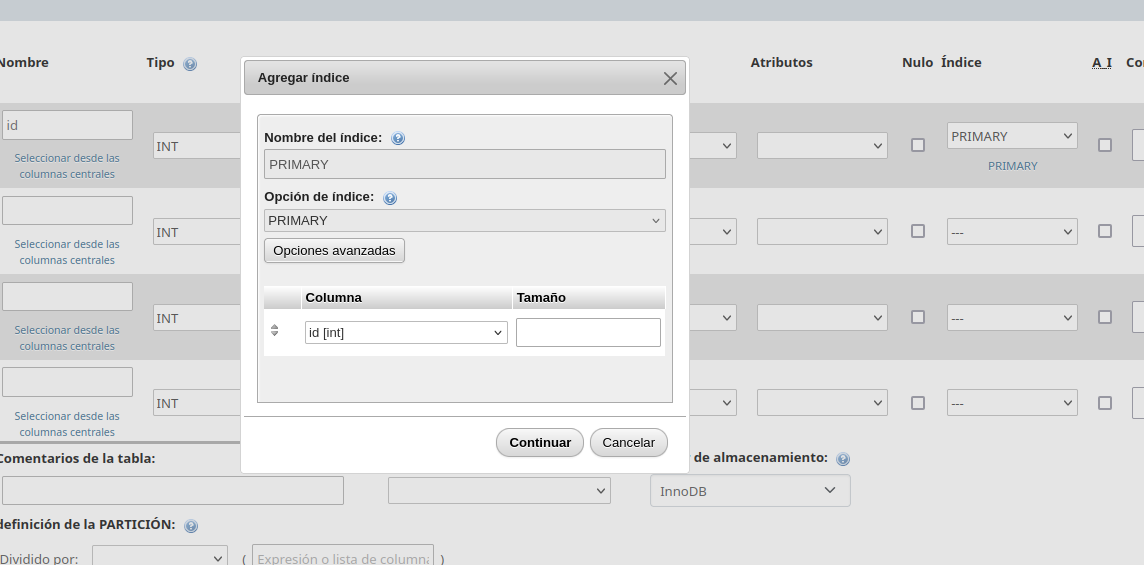 Nombre Tipo Atributos Nulo Índice A_I
Agregar índice
id
INT
PRIMARY
Seleccionar desde las
columnas centrales
PRIMARY
Nombre del índice:
PRIMARY
Opción de índice:
PRIMARY
Opciones avanzadas
INT
---
Seleccionar desde las
columnas centrales
Columna Tamaño
id [int]
INT
---
Seleccionar desde las
columnas centrales
INT
---
Seleccionar desde las
columnas centrales
Continuar Cancelar
Comentarios de la tabla:
de almacenamiento:
InnoDB
definición de la PARTICIÓN:
Dividido por:
( Expresión o lista de column )